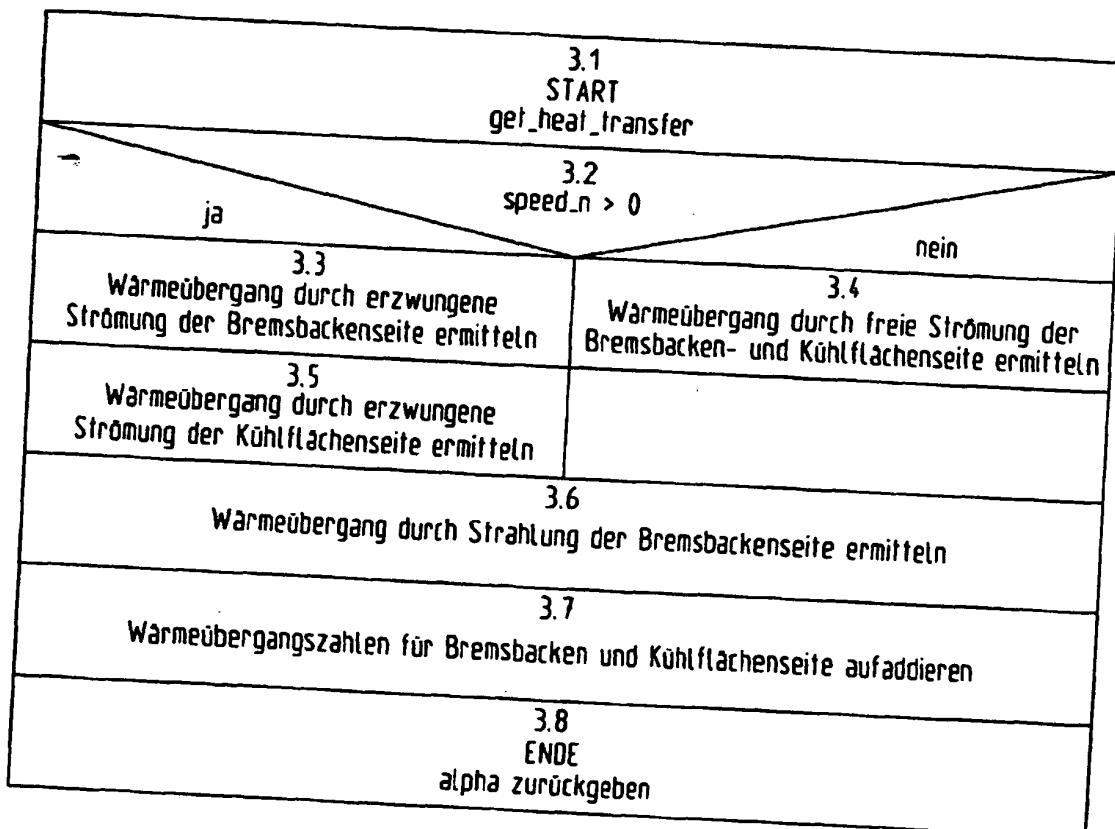 3.1
START
get_heat_transfer
3.2
speed_n > 0
ja
nein
3.3
Wärmeübergang durch erzwungene
Strömung der Bremsbackenseite ermitteln
3.4
Wärmeübergang durch freie Strömung der
Bremsbacken- und Kühlflächenseite ermitteln
3.5
Wärmeübergang durch erzwungene
Strömung der Kühlflächenseite ermitteln
3.6
Wärmeübergang durch Strahlung der Bremsbackenseite ermitteln
3.7
Wärmeübergangszahlen für Bremsbacken und Kühlflächenseite aufaddieren
3.8
ENDE
alpha zurückgeben